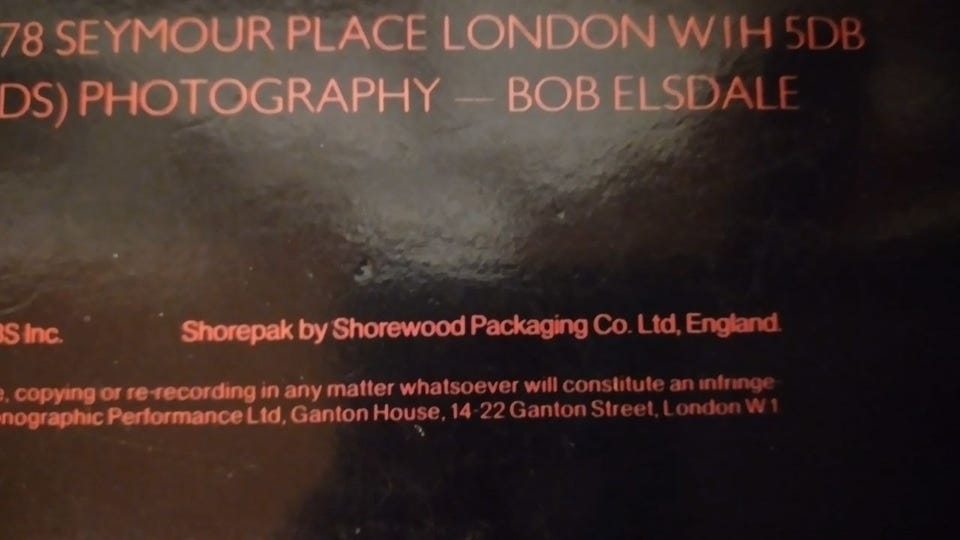 78 SEYMOUR PLACE LONDON W1H 5DB
DS) PHOTOGRAPHY — BOB ELSDALE
BS Inc. Shorepak by Shorewood Packaging Co. Ltd, England.
e, copying or re-recording in any matter whatsoever will constitute an infringe-
onographic Performance Ltd, Ganton House, 14-22 Ganton Street, London W1